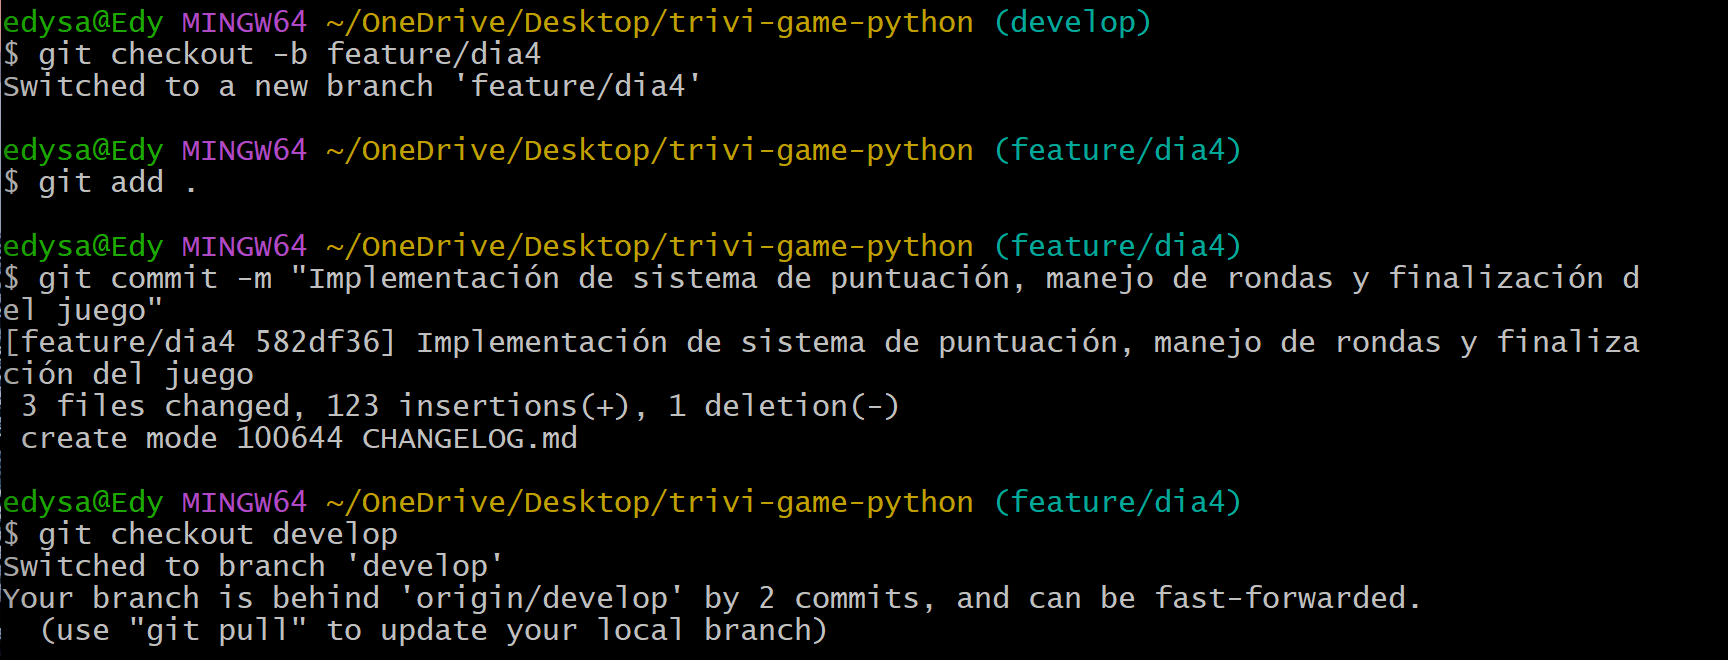 edysa@Edy MINGW64 ~/OneDrive/Desktop/trivi-game-python (develop)
$ git checkout -b feature/dia4
Switched to a new branch 'feature/dia4'
edysa@Edy MINGW64 ~/OneDrive/Desktop/trivi-game-python (feature/dia4)
$ git add .
edysa@Edy MINGW64 ~/OneDrive/Desktop/trivi-game-python (feature/dia4)
$ git commit -m "Implementación de sistema de puntuación, manejo de rondas y finalización d
el juego"
[feature/dia4 582df36] Implementación de sistema de puntuación, manejo de rondas y finaliza
ción del juego
 3 files changed, 123 insertions(+), 1 deletion(-)
 create mode 100644 CHANGELOG.md
edysa@Edy MINGW64 ~/OneDrive/Desktop/trivi-game-python (feature/dia4)
$ git checkout develop
Switched to branch 'develop'
Your branch is behind 'origin/develop' by 2 commits, and can be fast-forwarded.
  (use "git pull" to update your local branch)